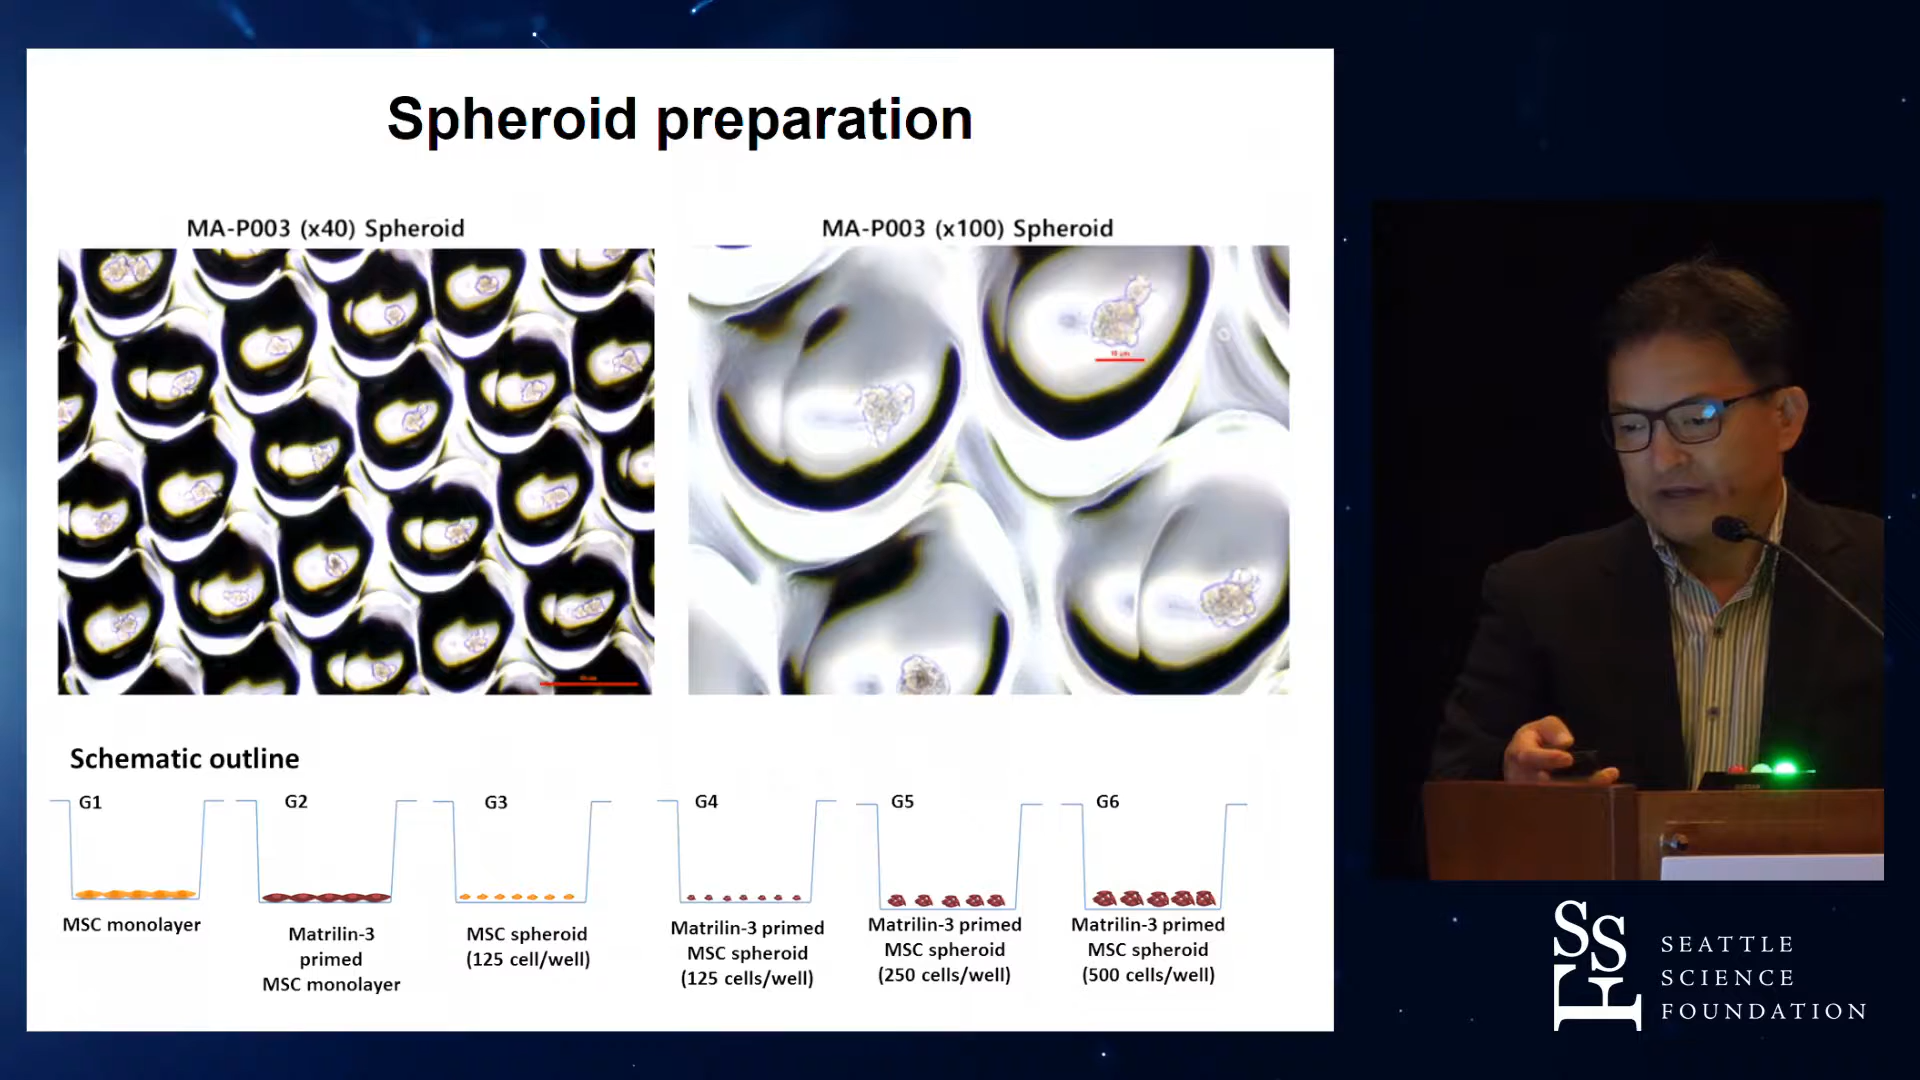 Spheroid preparation
MA-P003 (x40) Spheroid
MA-P003 (x100) Spheroid
Schematic outline
G1
G2
G3
G4
G5
G6
MSC monolayer
Matrilin-3
primed
MSC monolayer
MSC spheroid
(125 cell/well)
Matrilin-3 primed
MSC spheroid
(125 cells/well)
Matrilin-3 primed
MSC spheroid
(250 cells/well)
Matrilin-3 primed
MSC spheroid
(500 cells/well)
SSF
SEATTLE
SCIENCE
FOUNDATION